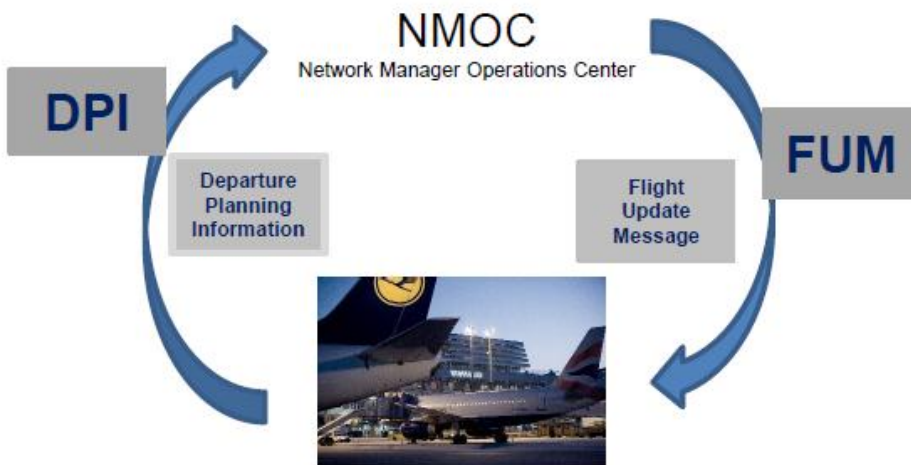 NMOC
Network Manager Operations Center
DPI
FUM
Departure
Planning
Information
Flight
Update
Message